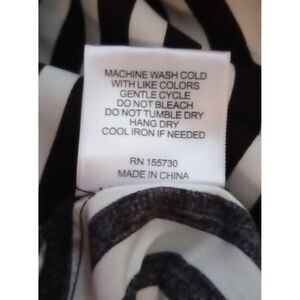 MACHINE WASH COLD
WITH LIKE COLORS
GENTLE CYCLE
DO NOT BLEACH
DO NOT TUMBLE DRY
HANG DRY
COOL IRON IF NEEDED
RN 155730
MADE IN CHINA